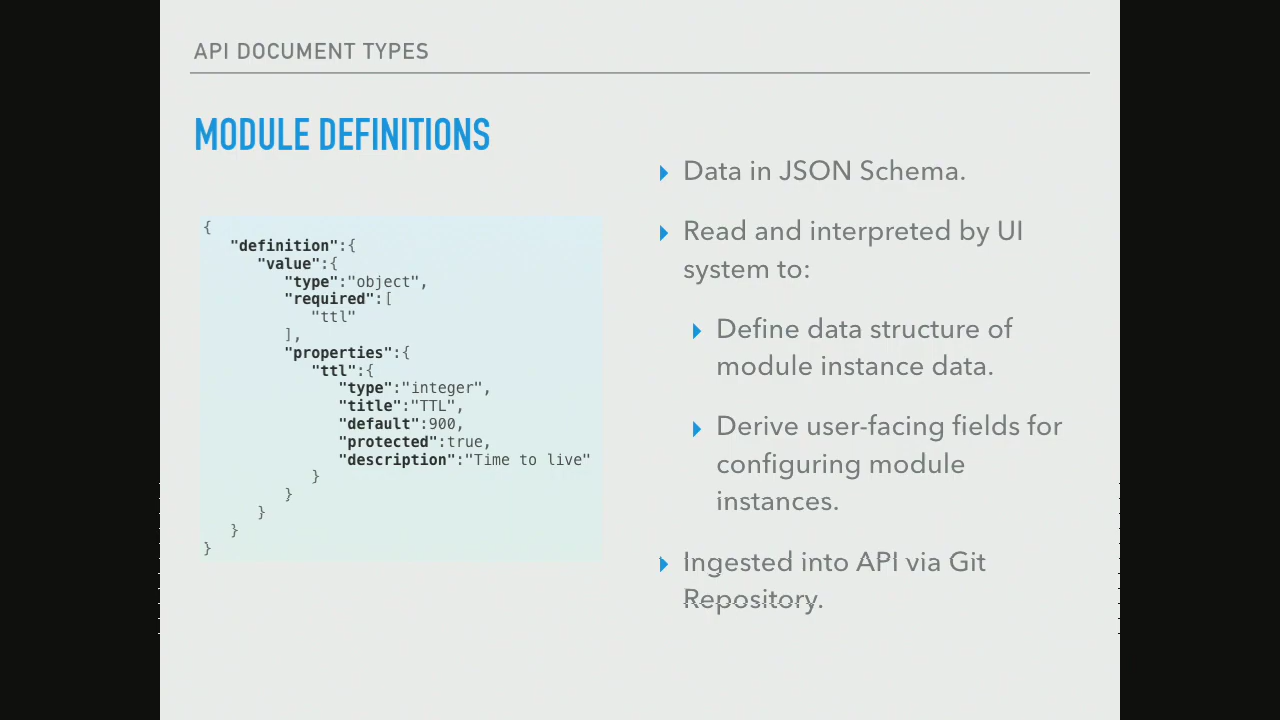 API DOCUMENT TYPES
MODULE DEFINITIONS
{
"definition":{
"value":{
"type":"object",
"required":[
"ttl"
],
"properties":{
"ttl":{
"type":"integer",
"title":"TTL",
"default":900,
"protected":true,
"description":"Time to live"
}
}
}
}
}
Data in JSON Schema.
Read and interpreted by UI
system to:
Define data structure of
module instance data.
Derive user-facing fields for
configuring module
instances.
Ingested into API via Git
Repository.